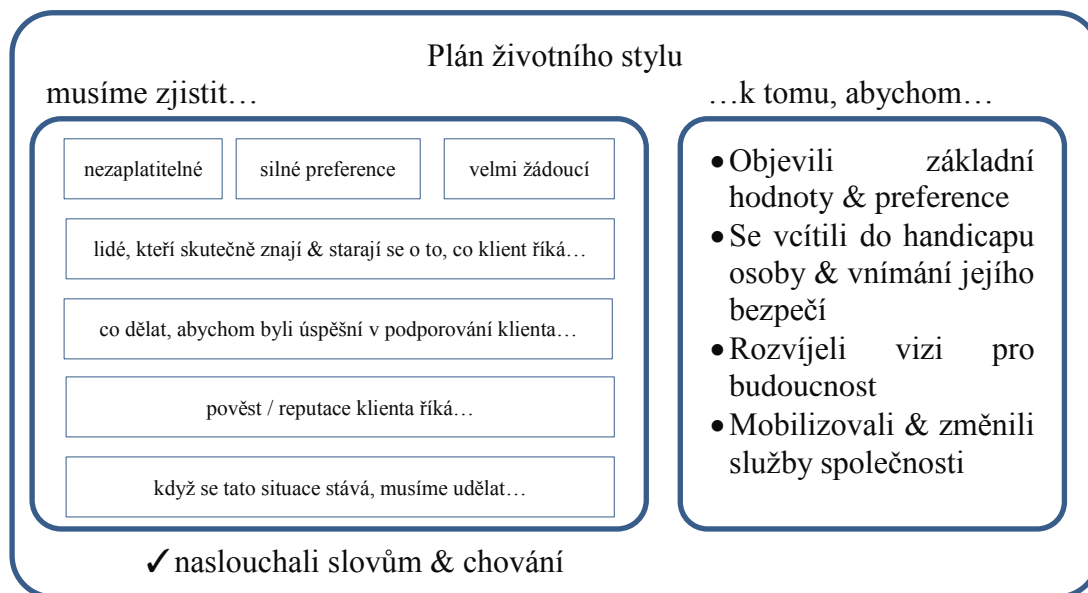 Plán životního stylu
musíme zjistit…
nezaplatitelné
silné preference
velmi žádoucí
lidé, kteří skutečně znají & starají se o to, co klient říká…
co dělat, abychom byli úspěšní v podporování klienta…
pověst / reputace klienta říká…
když se tato situace stává, musíme udělat…
✓naslouchali slovům & chování
…k tomu, abychom…
•Objevili základní
hodnoty & preference
•Se vcítili do handicapu
osoby & vnímání jejího
bezpečí
•Rozvíjeli vizi pro
budoucnost
•Mobilizovali & změnili
služby společnosti